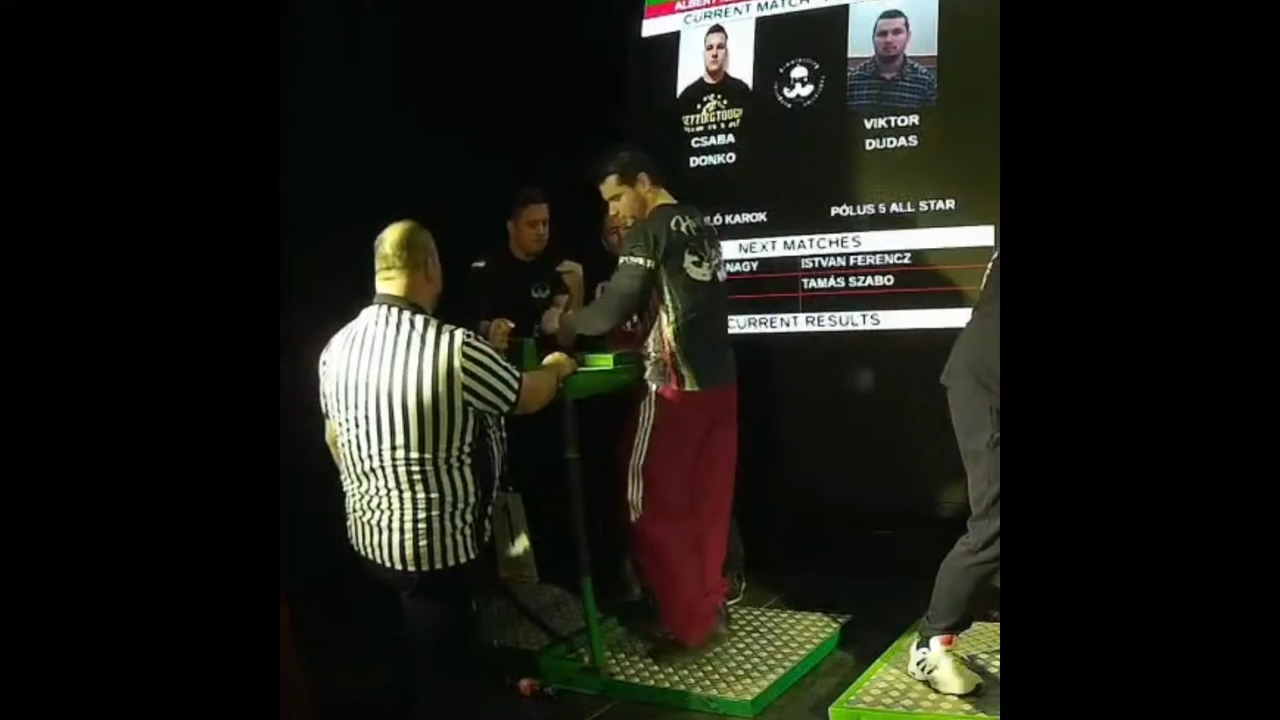 CURRENT MATCH
CSABA
DONKO
VIKTOR
DUDAS
KAROK
PÓLUS 5 ALL STAR
NEXT MATCHES
NAGY
ISTVAN FERENCZ
TAMÁS SZABO
CURRENT RESULTS